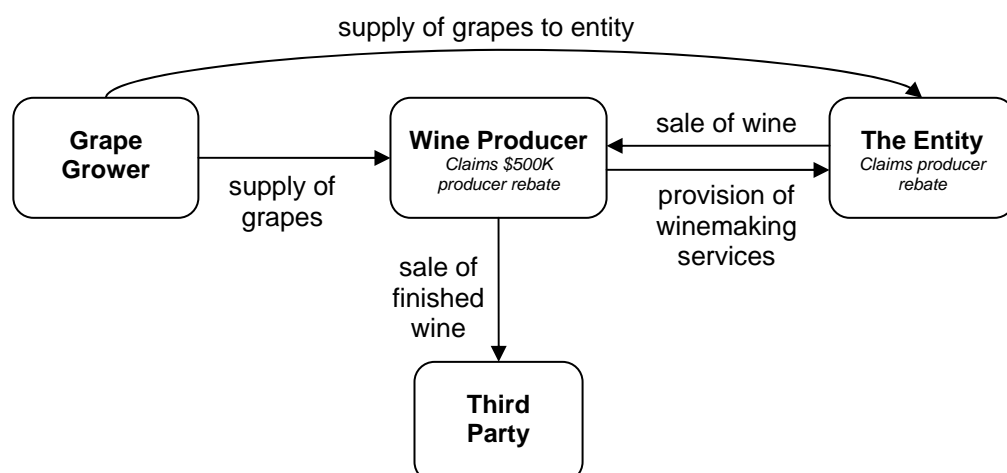 supply of grapes to entity
Grape
Grower
supply of
grapes
Wine Producer
Claims $500K
producer rebate
sale of wine
provision of
winemaking
services
The Entity
Claims producer
rebate
sale of
finished
wine
Third
Party